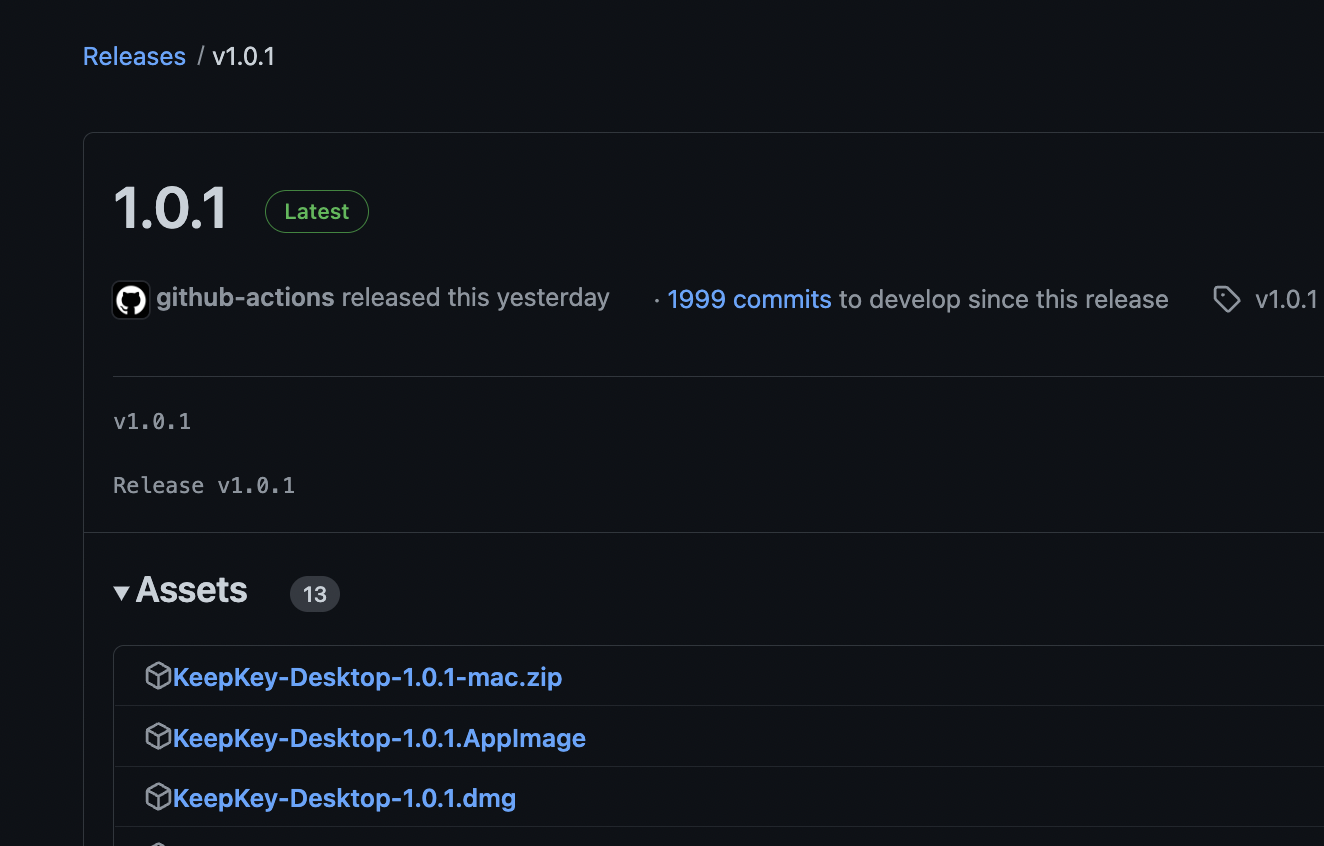 Releases / v1.0.1
1.0.1 Latest
github-actions released this yesterday · 1999 commits to develop since this release v1.0.1
v1.0.1
Release v1.0.1
Assets 13
KeepKey-Desktop-1.0.1-mac.zip
KeepKey-Desktop-1.0.1.AppImage
KeepKey-Desktop-1.0.1.dmg